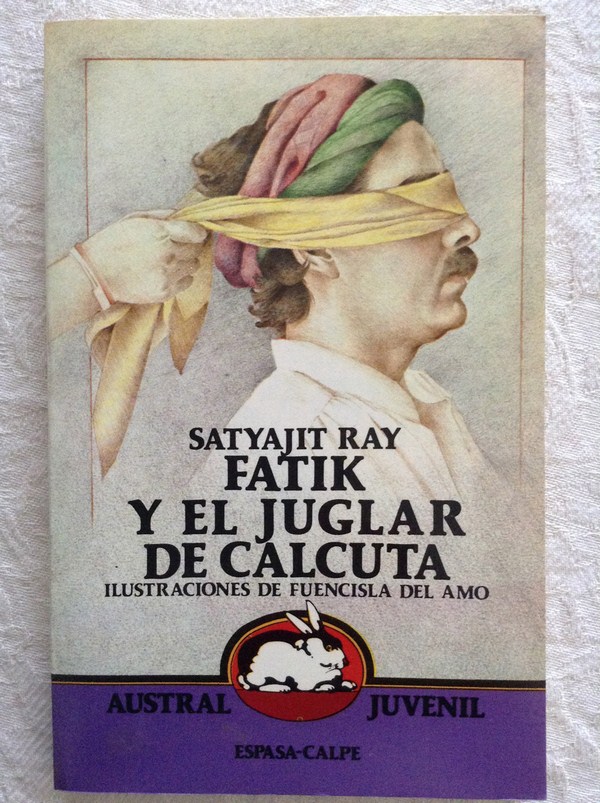 SATYAJIT RAY
FATIK
Y EL JUGLAR
DE CALCUTA
ILUSTRACIONES DE FUENCISLA DEL AMO
AUSTRAL JUVENIL
ESPASA-CALPE